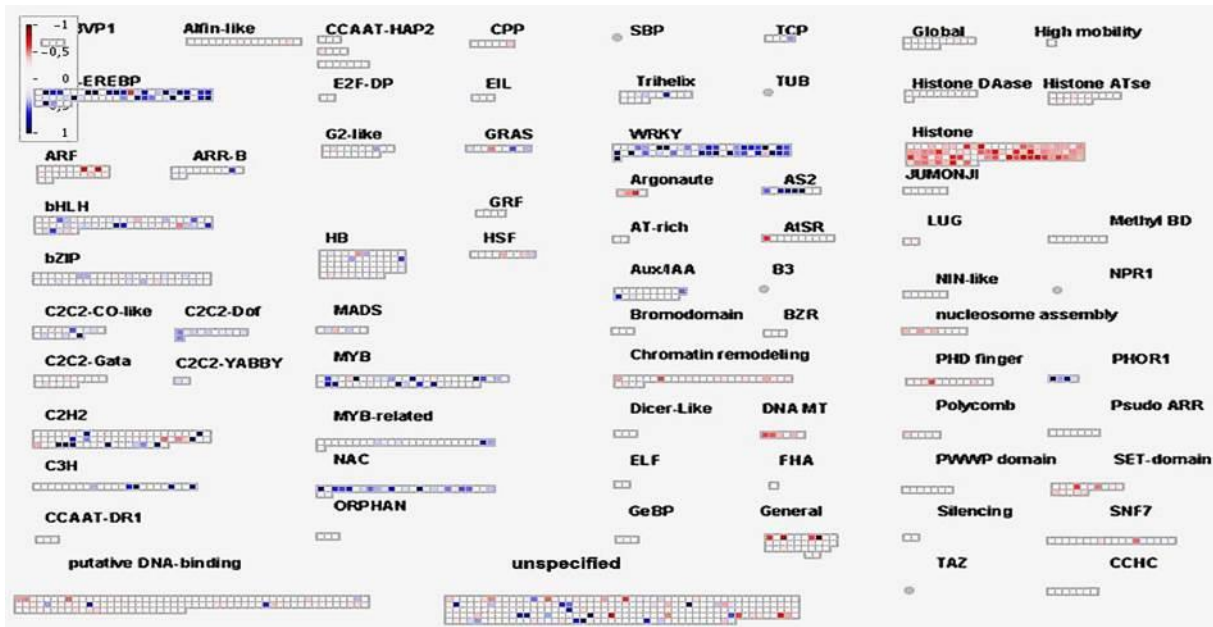 -1
-0,5
0
0,5
1
BVP1
Alfin-like
CCAAT-HAP2
CPP
SBP
TCP
Global
High mobility
-EREBP
E2F-DP
EIL
Trihelix
TUB
Histone DAase
Histone ATse
G2-like
GRAS
WRKY
Histone
ARF
ARR-B
Argonaute
AS2
JUMONJI
bHLH
GRF
AT-rich
AtSR
LUG
Methyl BD
HB
HSF
bZIP
Aux/IAA
B3
NIN-like
NPR1
C2C2-CO-like
C2C2-Dof
MADS
Bromodomain
BZR
nucleosome assembly
C2C2-Gata
C2C2-YABBY
MYB
Chromatin remodeling
PHD finger
PHOR1
C2H2
MYB-related
Dicer-Like
DNA MT
Polycomb
Psudo ARR
C3H
NAC
ELF
FHA
PWWP domain
SET-domain
CCAAT-DR1
ORPHAN
GeBP
General
Silencing
SNF7
putative DNA-binding
unspecified
TAZ
CCHC